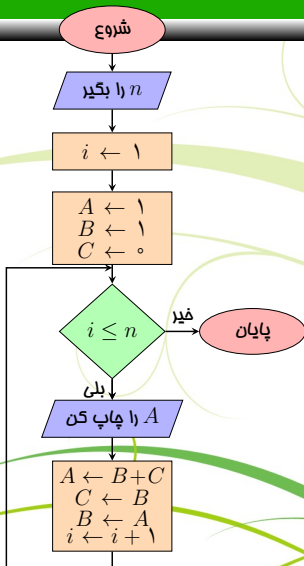 شروع
n را بگیر
i ← ۱
A ← ۱
B ← ۱
C ← ۰
i ≤ n
خیر
پایان
بلی
A را چاپ کن
A ← B+C
C ← B
B ← A
i ← i + ۱